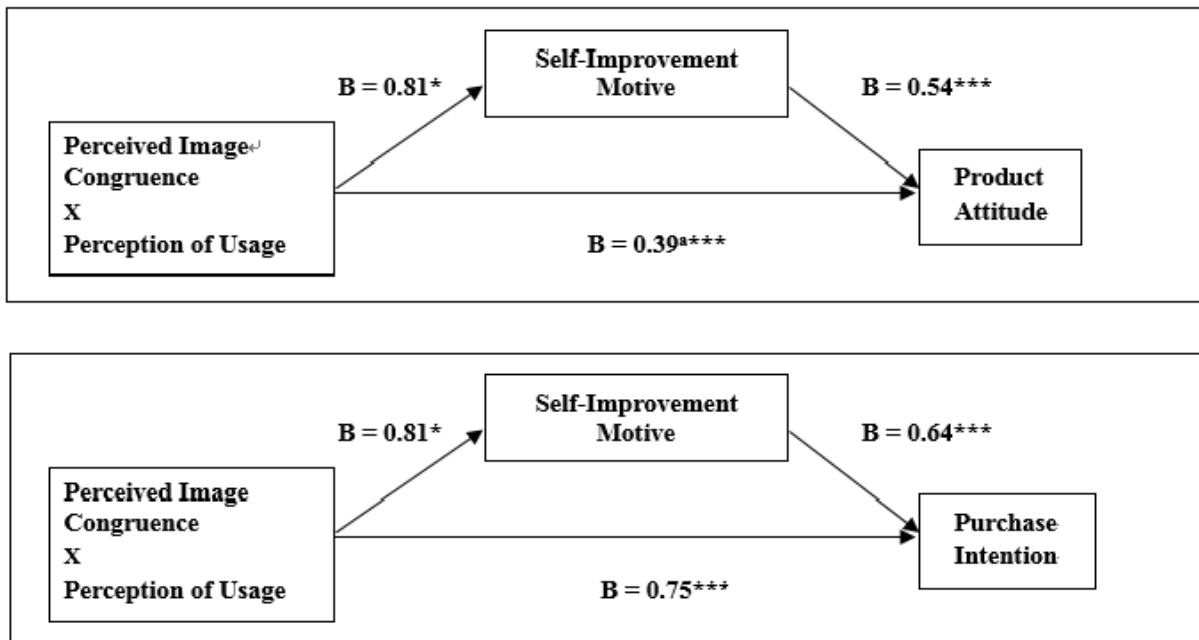 Self-Improvement
Motive
B = 0.81*
B = 0.54***
Perceived Image↵
Congruence
X
Perception of Usage
Product
Attitude
B = 0.39ᵃ***
Self-Improvement
Motive
B = 0.81*
B = 0.64***
Perceived Image
Congruence
X
Perception of Usage
Purchase
Intention
B = 0.75***